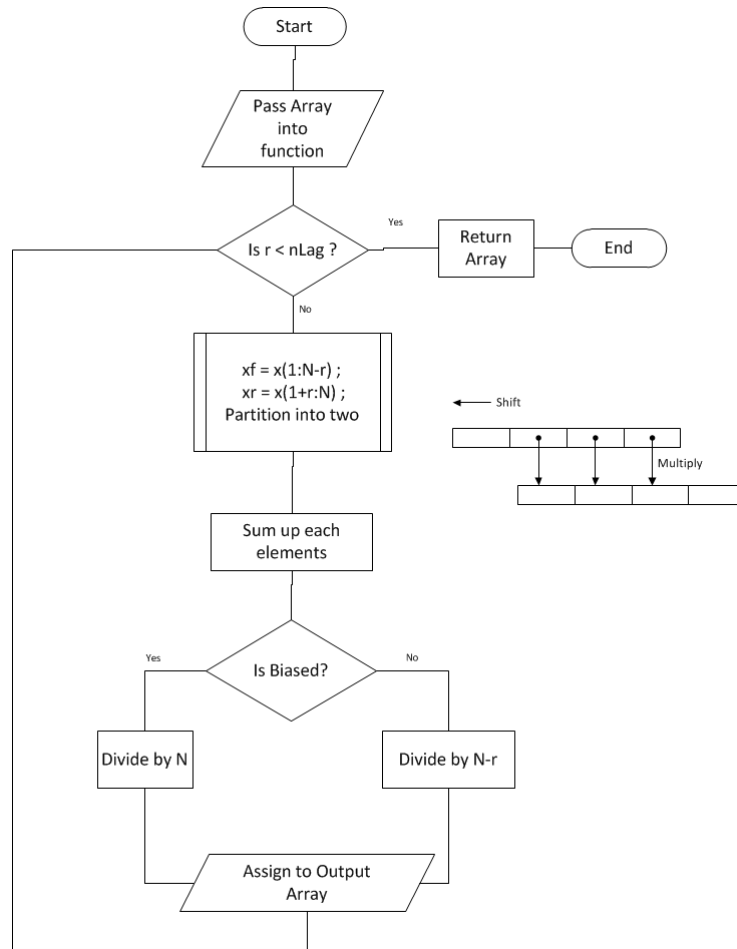 Start
Pass Array
into
function
Is r < nLag ?
Yes
Return
Array
End
No
xf = x(1:N-r) ;
xr = x(1+r:N) ;
Partition into two
Shift
Multiply
Sum up each
elements
Is Biased?
Yes
No
Divide by N
Divide by N-r
Assign to Output
Array